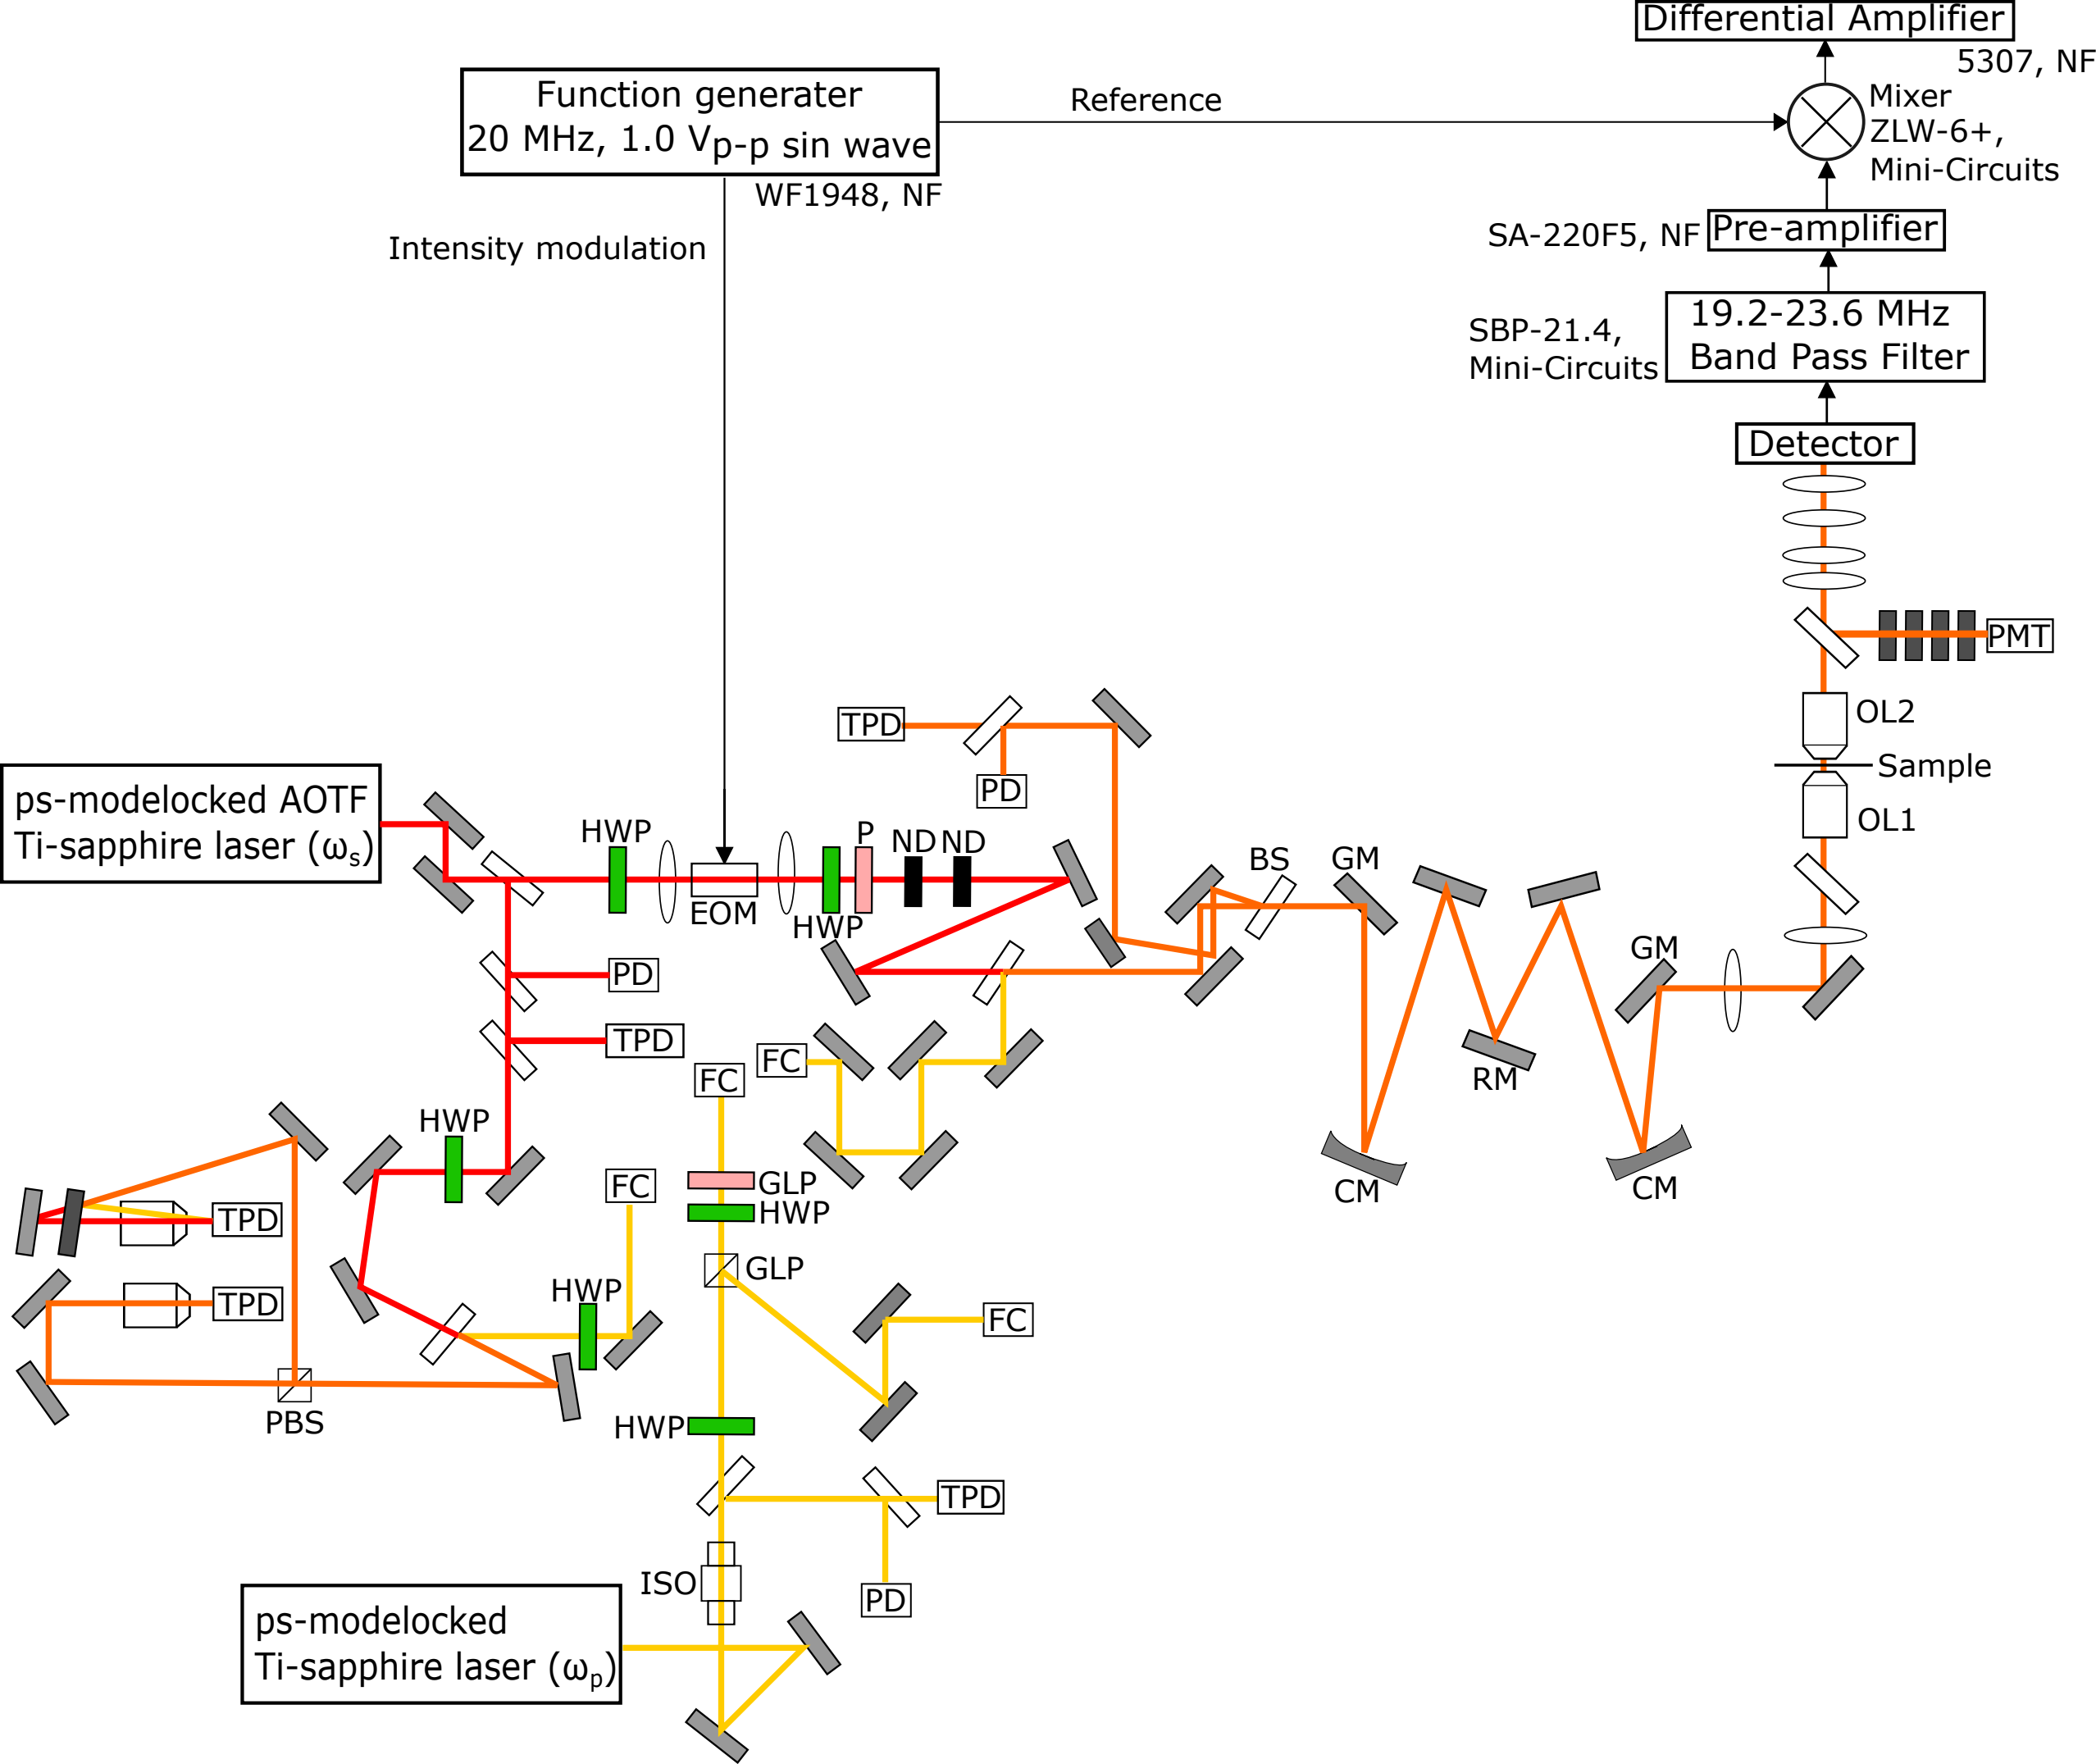 Differential Amplifier
5307, NF
Function generater
20 MHz, 1.0 Vp-p sin wave
WF1948, NF
Reference
Mixer
ZLW-6+,
Mini-Circuits
Intensity modulation
SA-220F5, NF
Pre-amplifier
19.2-23.6 MHz
Band Pass Filter
SBP-21.4,
Mini-Circuits
Detector
PMT
OL2
Sample
OL1
TPD
PD
ps-modelocked AOTF
Ti-sapphire laser (ωs)
HWP
EOM
HWP
P
ND
ND
BS
GM
GM
PD
TPD
FC
FC
RM
CM
CM
HWP
FC
GLP
HWP
GLP
TPD
TPD
HWP
FC
PBS
HWP
TPD
PD
ISO
ps-modelocked
Ti-sapphire laser (ωp)